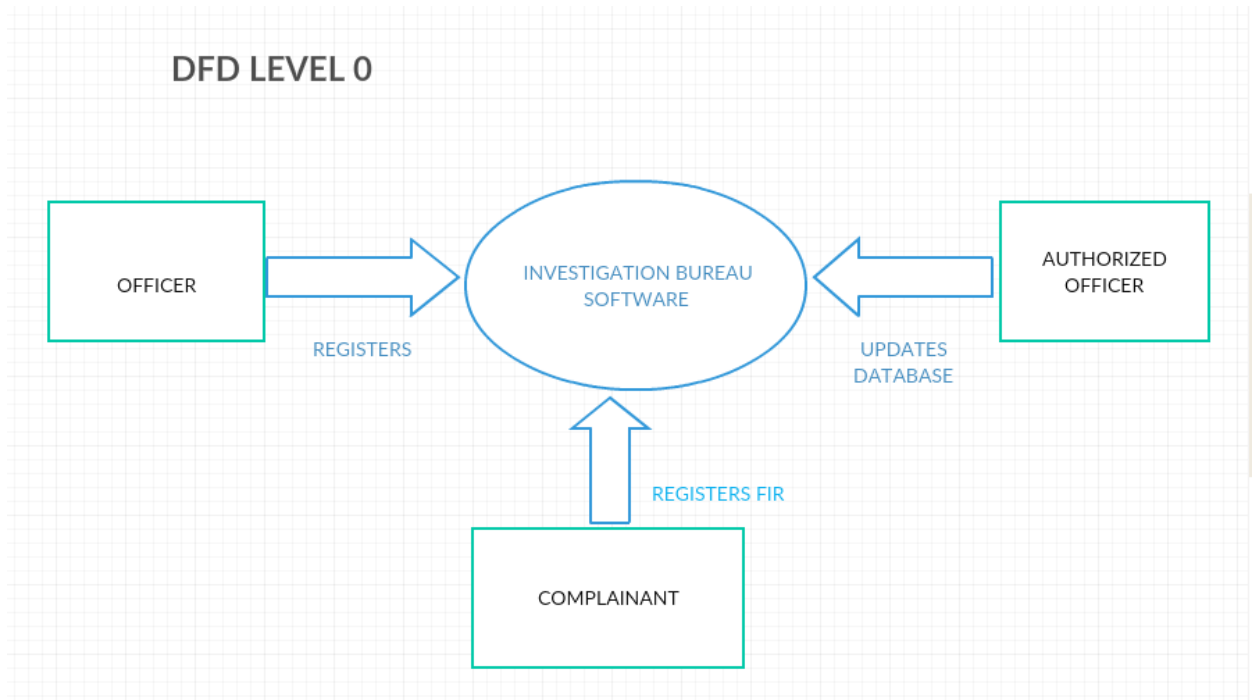 DFD LEVEL 0
OFFICER
REGISTERS
INVESTIGATION BUREAU
SOFTWARE
AUTHORIZED
OFFICER
UPDATES
DATABASE
REGISTERS FIR
COMPLAINANT